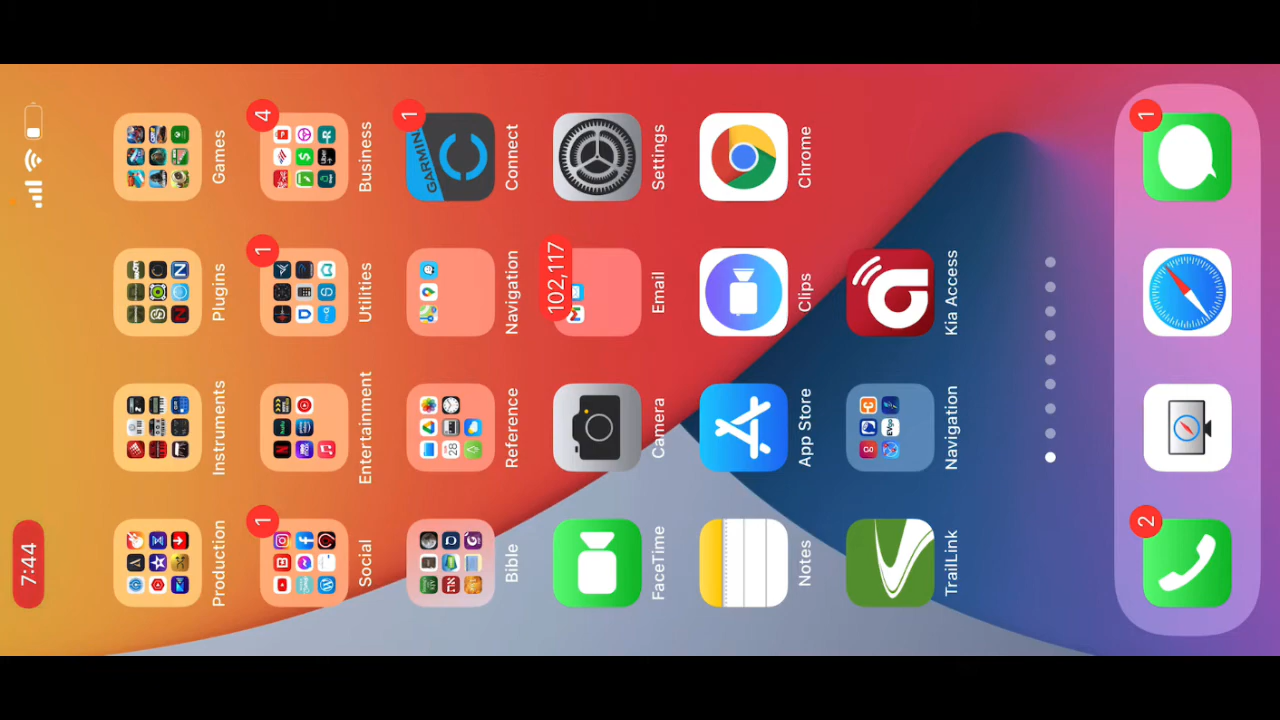 7:44
Production Instruments Plugins Games
1 1 4
Social Entertainment Utilities Business
28 GARMIN 1
Bible Reference Navigation Connect
102,117
FaceTime Camera Email Settings
Notes App Store Clips Chrome
TrailLink Navigation Kia Access
2 1